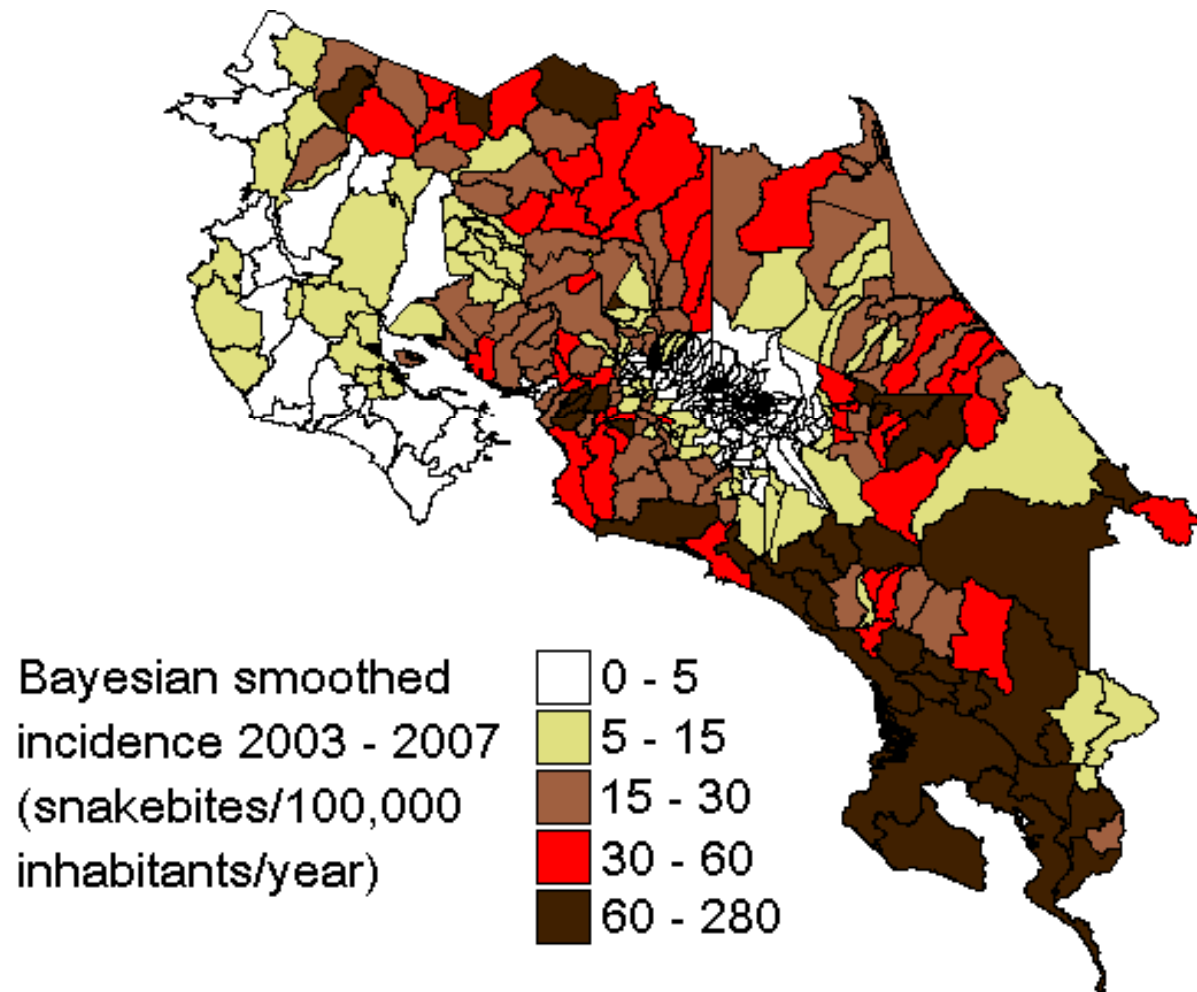 Bayesian smoothed
incidence 2003 - 2007
(snakebites/100,000
inhabitants/year)
0 - 5
5 - 15
15 - 30
30 - 60
60 - 280